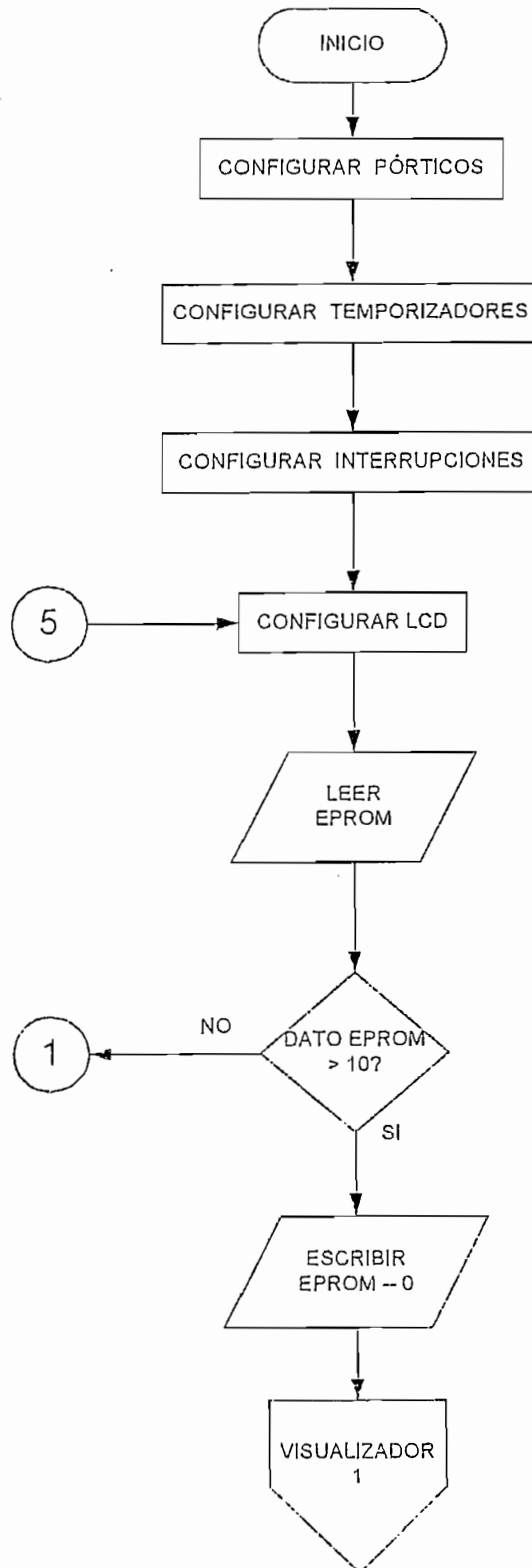 INICIO
CONFIGURAR PÓRTICOS
CONFIGURAR TEMPORIZADORES
CONFIGURAR INTERRUPCIONES
5
CONFIGURAR LCD
LEER
EPROM
NO
1
DATO EPROM
> 10?
SI
ESCRIBIR
EPROM -- 0
VISUALIZADOR
1